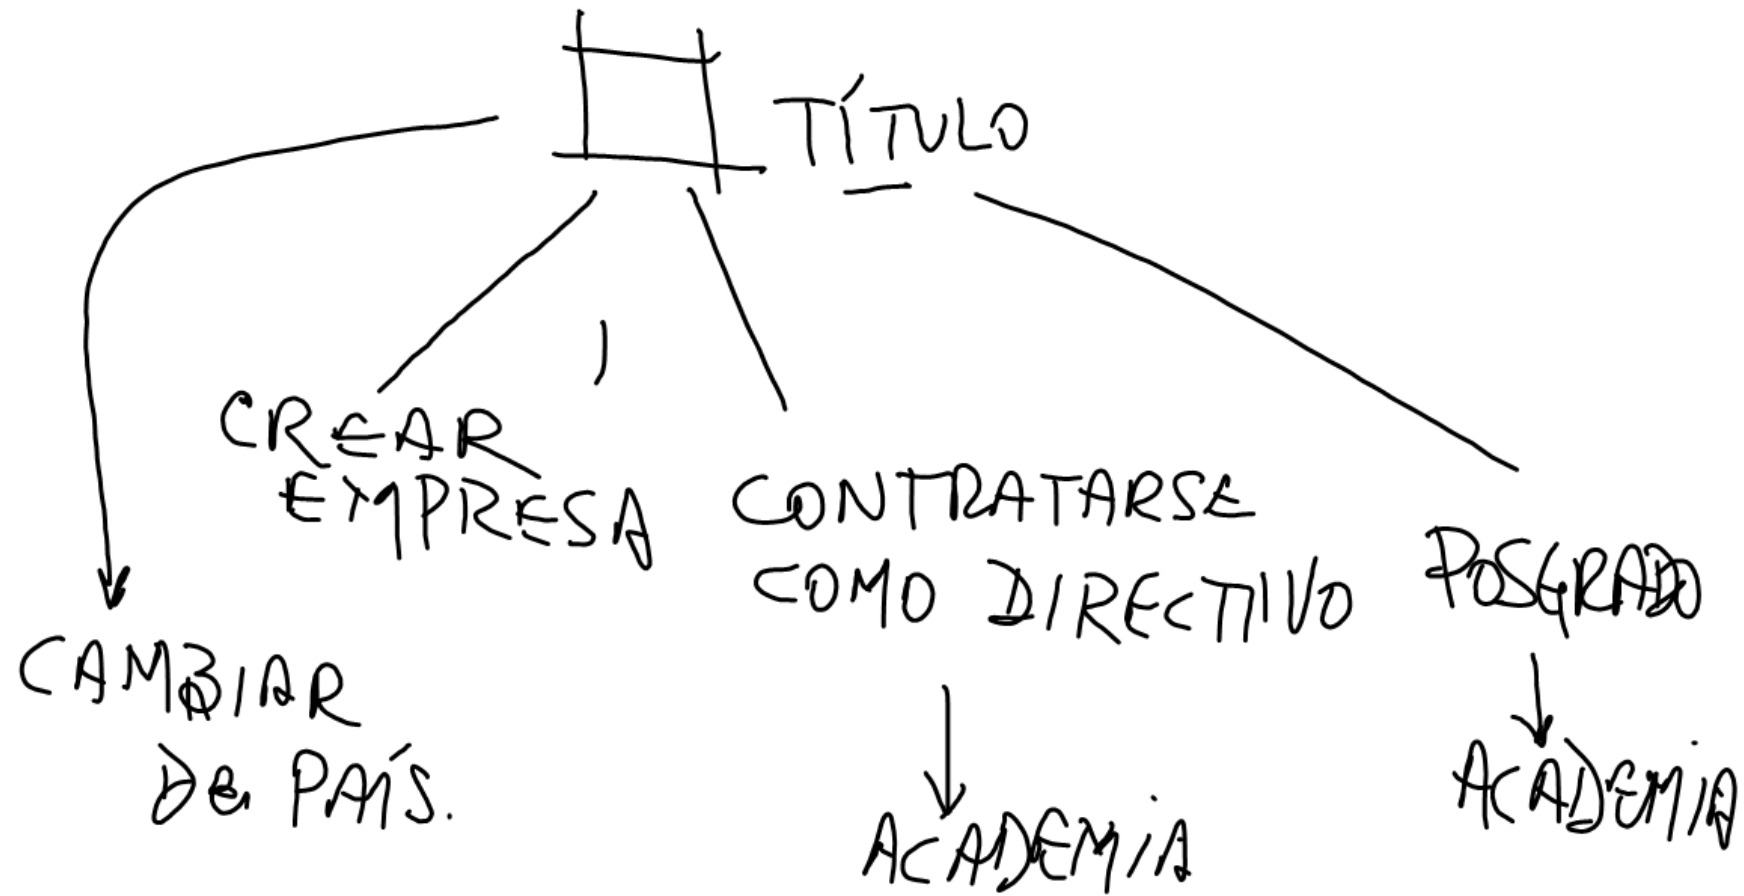 TÍTULO
CREAR
EMPRESA
CONTRATARSE
COMO DIRECTIVO
POSGRADO
CAMBIAR
De PAÍS.
ACADEMIA
ACADEMIA